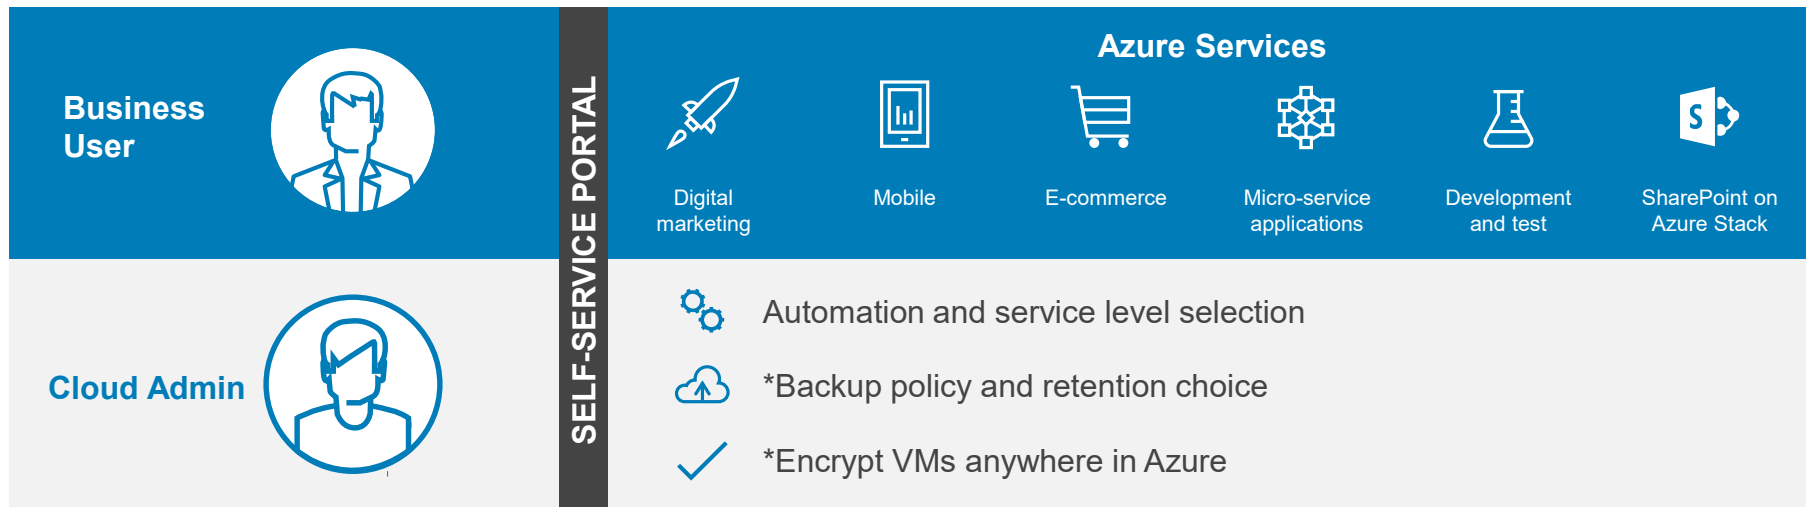 Business
User
SELF-SERVICE PORTAL
Azure Services
Digital
marketing
Mobile
E-commerce
Micro-service
applications
Development
and test
S
SharePoint on
Azure Stack
Cloud Admin
Automation and service level selection
*Backup policy and retention choice
*Encrypt VMs anywhere in Azure